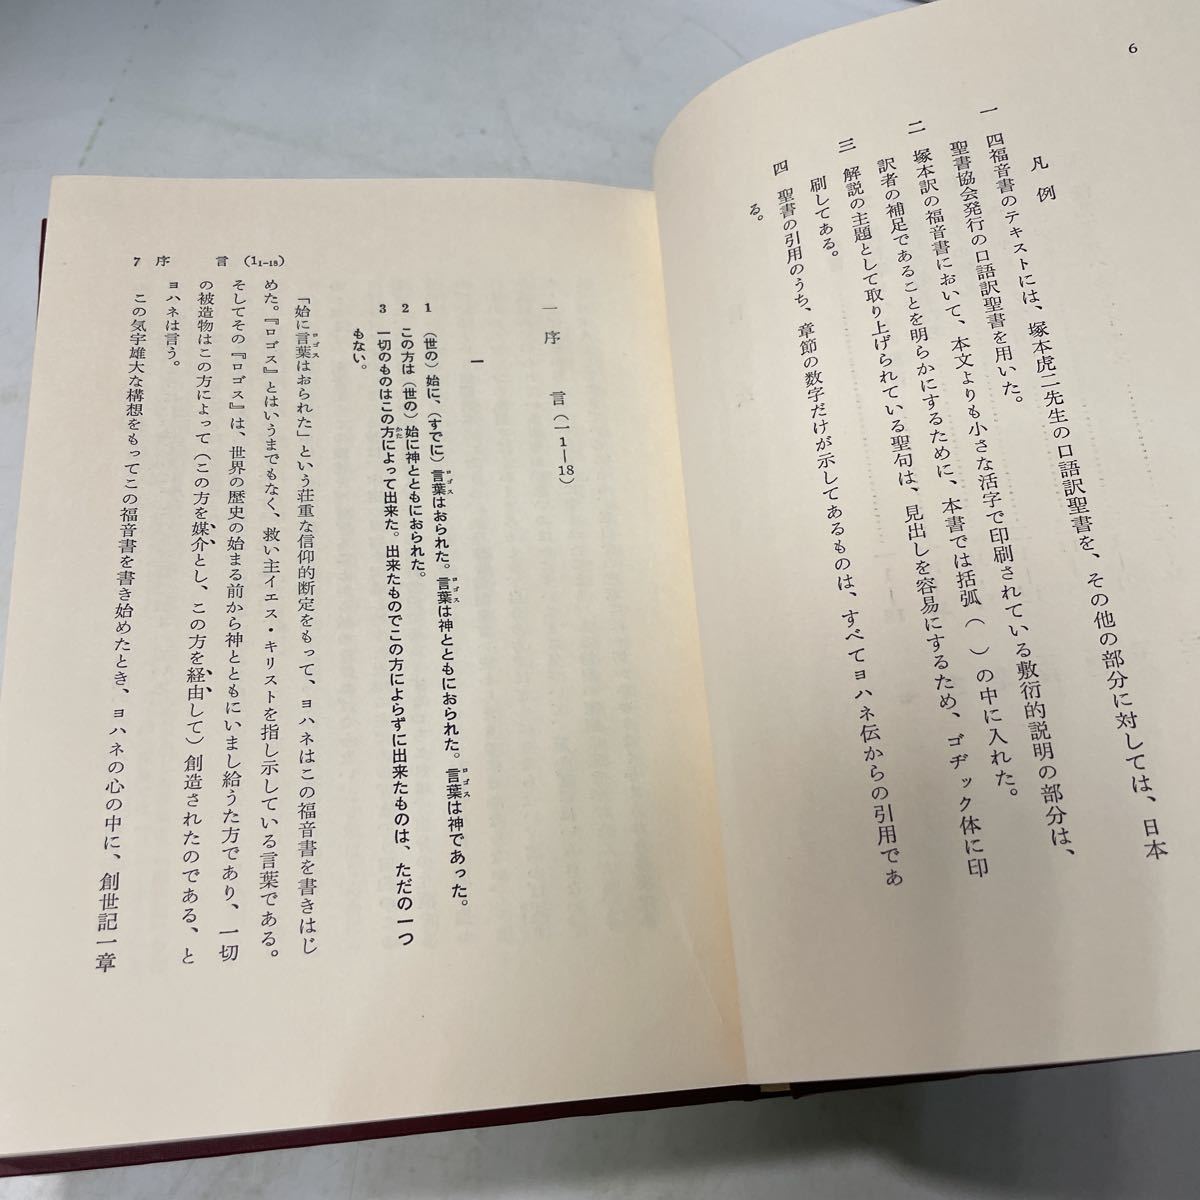 6
凡例
一 四福音書のテキストには、塚本虎二先生の口語訳聖書を、その他の部分に対しては、日本
聖書協会発行の口語訳聖書を用いた。
二 塚本訳の福音書において、本文よりも小さな活字で印刷されている敷衍的説明の部分は、
訳者の補足であることを明らかにするために、本書では括弧( )の中に入れた。
三 解説の主題として取り上げられている聖句は、見出しを容易にするため、ゴヂック体に印
刷してある。
四 聖書の引用のうち、章節の数字だけが示してあるものは、すべてヨハネ伝からの引用であ
る。
7 序 言(1 1-18)
一 序 言(一1—18)
一
1 (世の)始に、(すでに)言葉はおられた。言葉は神とともにおられた。言葉は神であった。
2 この方は(世の)始に神とともにおられた。
3 一切のものはこの方によって出来た。出来たものでこの方によらずに出来たものは、ただの一つ
もない。
「始に言葉はおられた」という荘重な信仰的断定をもって、ヨハネはこの福音書を書きはじ
めた。『ロゴス』とはいうまでもなく、救い主イエス・キリストを指し示している言葉である。
そしてその『ロゴス』は、世界の歴史の始まる前から神とともにいまし給うた方であり、一切
の被造物はこの方によって(この方を媒介とし、この方を経由して)創造されたのである、と
ヨハネは言う。
この気宇雄大な構想をもってこの福音書を書き始めたとき、ヨハネの心の中に、創世記一章